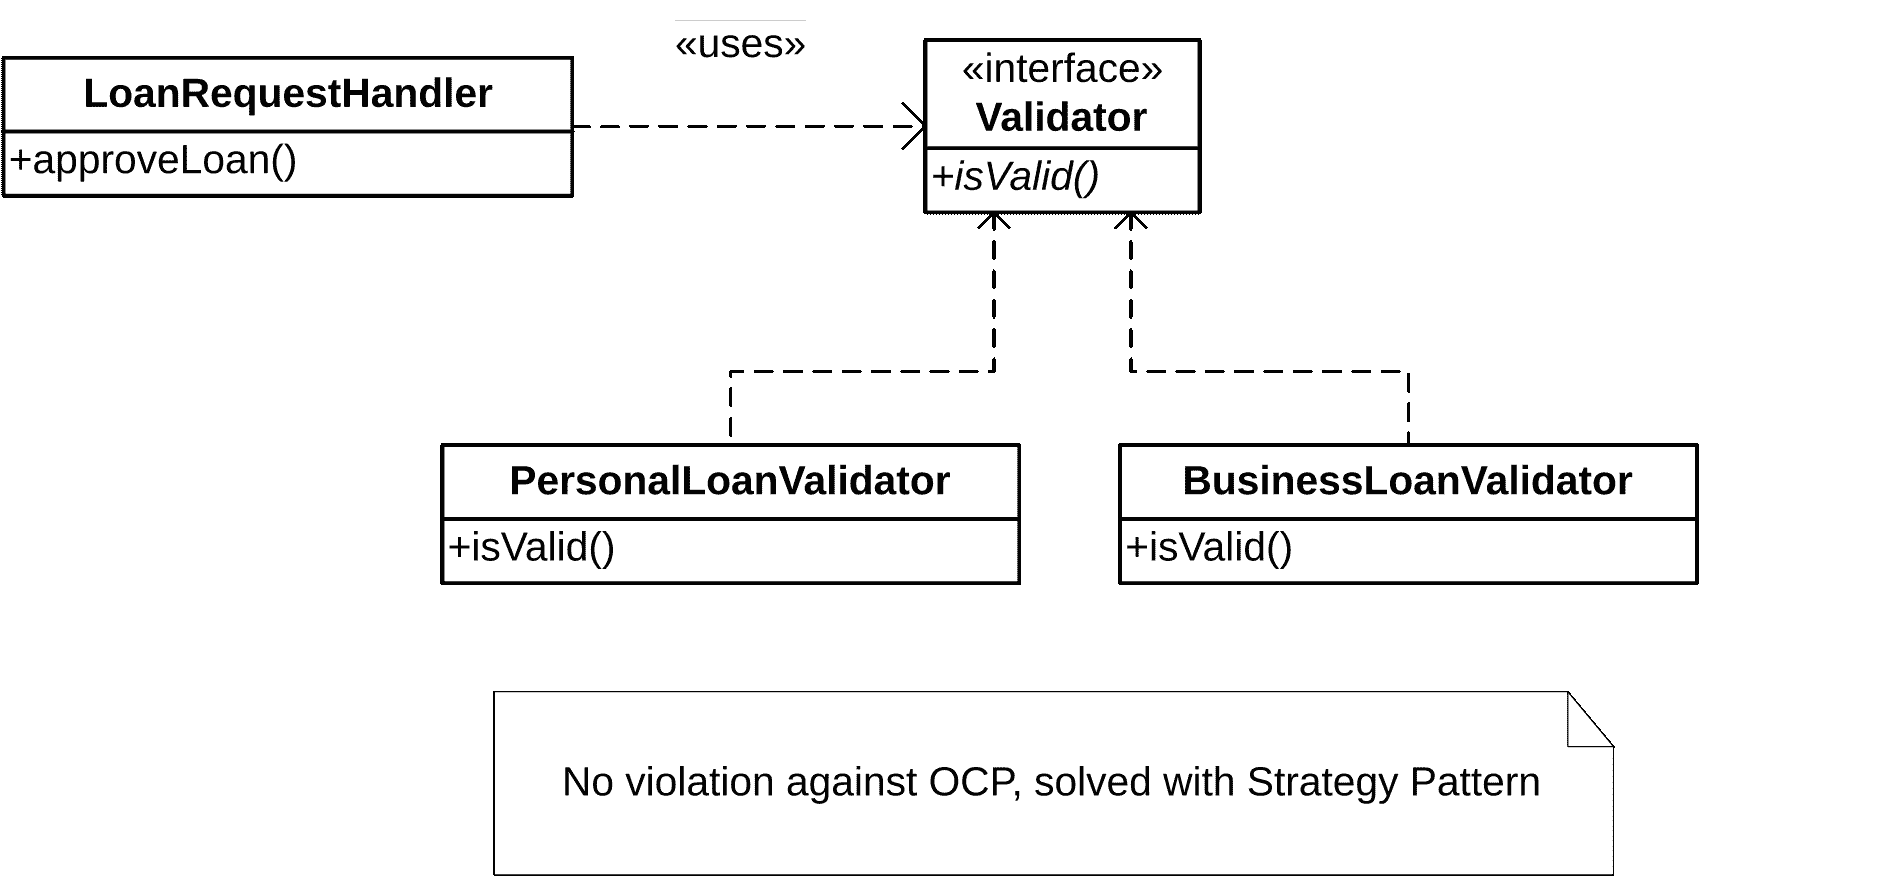 «uses»
LoanRequestHandler
+approveLoan()
«interface»
Validator
+isValid()
PersonalLoanValidator
+isValid()
BusinessLoanValidator
+isValid()
No violation against OCP, solved with Strategy Pattern